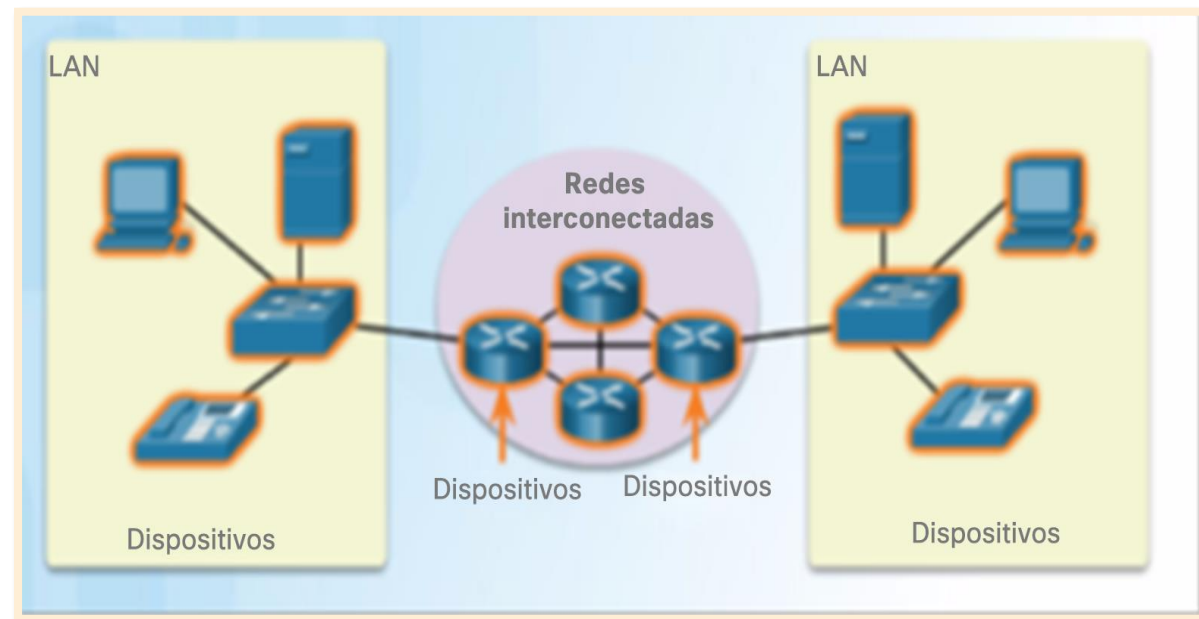 LAN
LAN
Redes
interconectadas
Dispositivos
Dispositivos
Dispositivos
Dispositivos